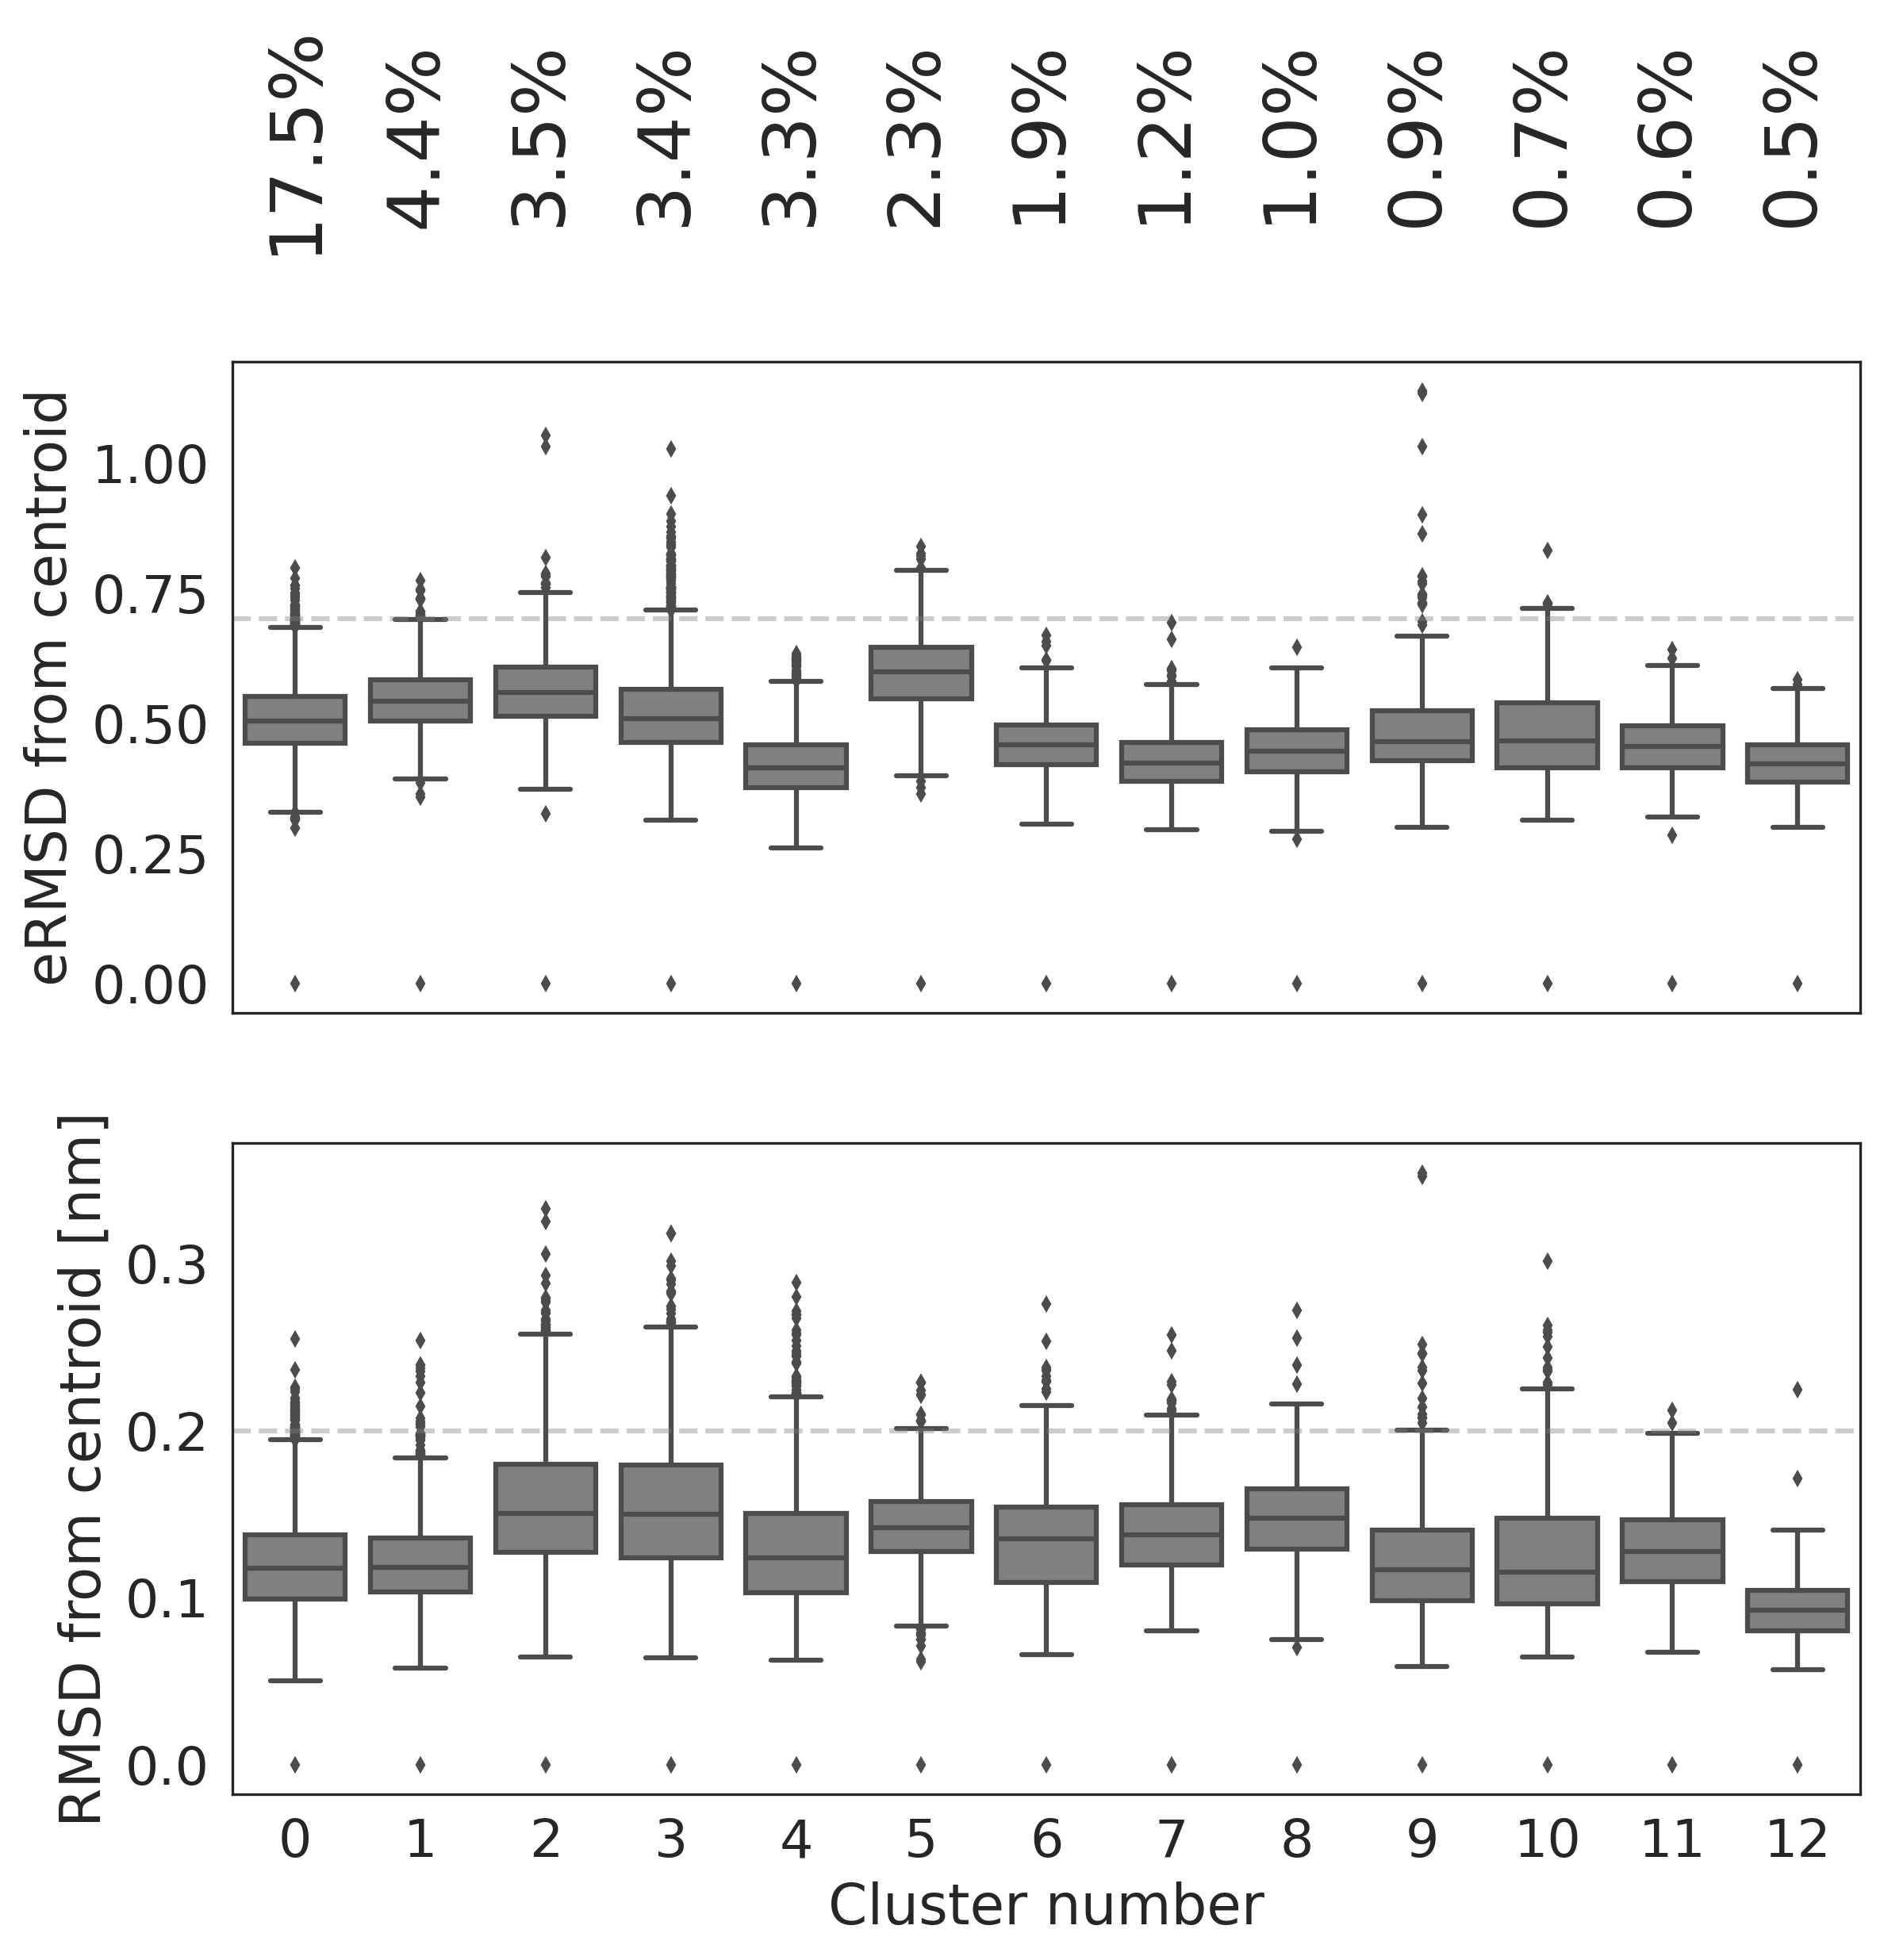 17.5% 4.4% 3.5% 3.4% 3.3% 2.3% 1.9% 1.2% 1.0% 0.9% 0.7% 0.6% 0.5%
eRMSD from centroid
1.00
0.75
0.50
0.25
0.00
RMSD from centroid [nm]
0.3
0.2
0.1
0.0
0 1 2 3 4 5 6 7 8 9 10 11 12
Cluster number